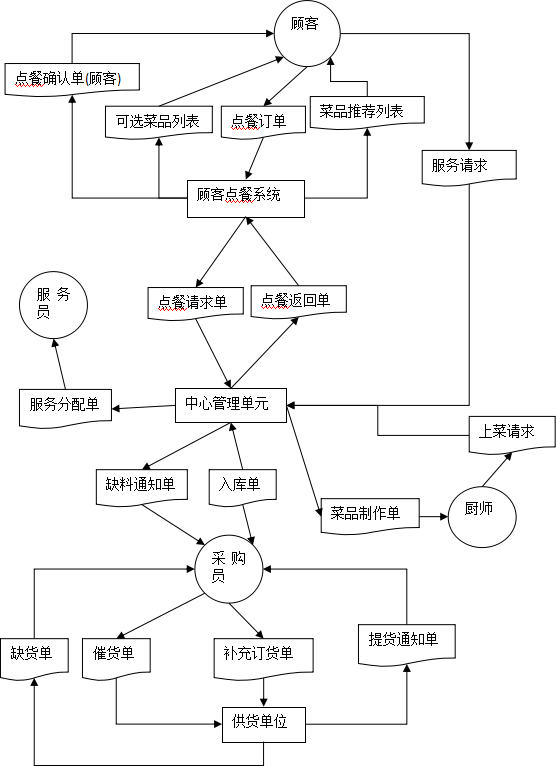 顾客
点餐确认单(顾客)
可选菜品列表
点餐订单
菜品推荐列表
服务请求
顾客点餐系统
服 务
员
点餐请求单
点餐返回单
服务分配单
中心管理单元
上菜请求
缺料通知单
入库单
菜品制作单
厨师
采 购
员
缺货单
催货单
补充订货单
提货通知单
供货单位